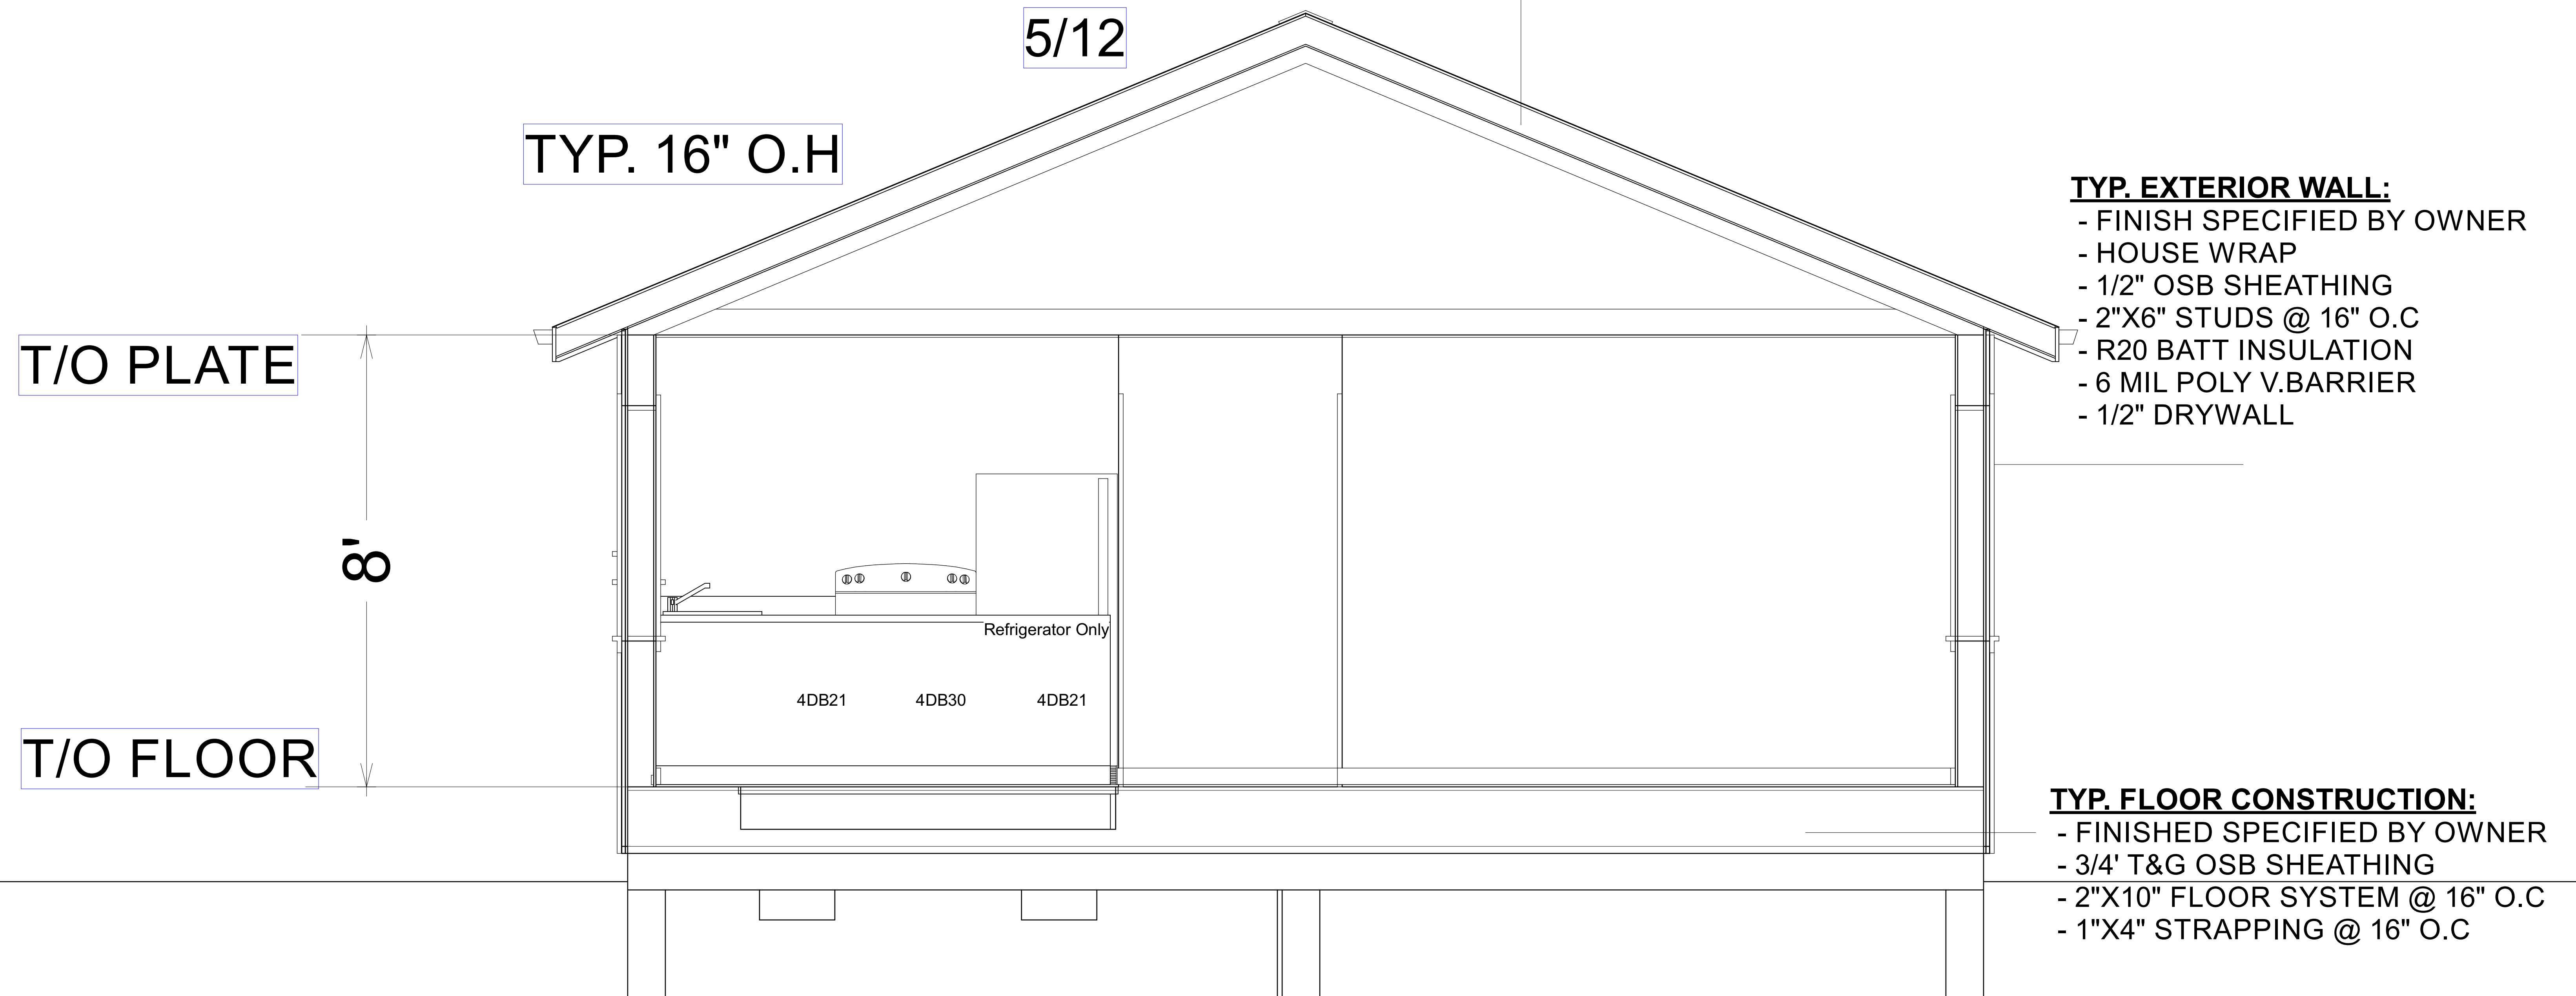 5/12
TYP. 16" O.H
TYP. EXTERIOR WALL:
- FINISH SPECIFIED BY OWNER
- HOUSE WRAP
- 1/2" OSB SHEATHING
- 2"X6" STUDS @ 16" O.C
- R20 BATT INSULATION
- 6 MIL POLY V.BARRIER
- 1/2" DRYWALL
T/O PLATE
8'
Refrigerator Only
4DB21
4DB30
4DB21
T/O FLOOR
TYP. FLOOR CONSTRUCTION:
- FINISHED SPECIFIED BY OWNER
- 3/4' T&G OSB SHEATHING
- 2"X10" FLOOR SYSTEM @ 16" O.C
- 1"X4" STRAPPING @ 16" O.C